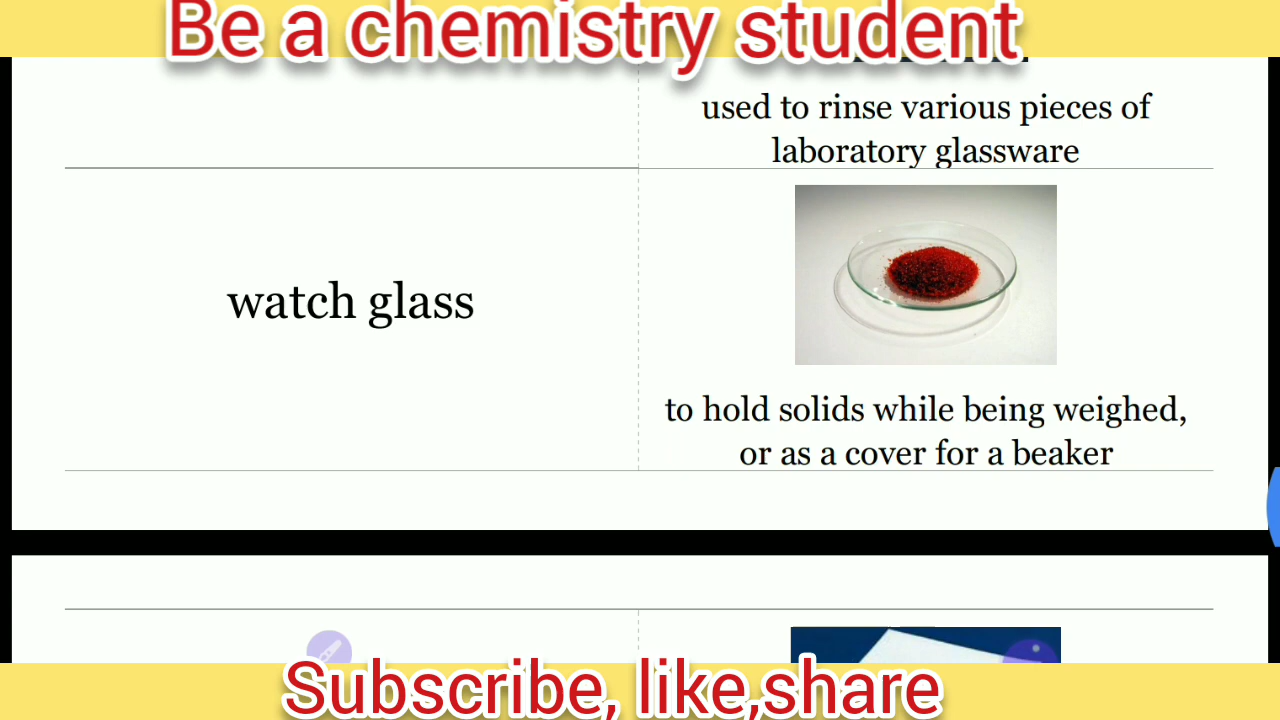 Be a chemistry student
used to rinse various pieces of
laboratory glassware
watch glass
to hold solids while being weighed,
or as a cover for a beaker
Subscribe, like,share